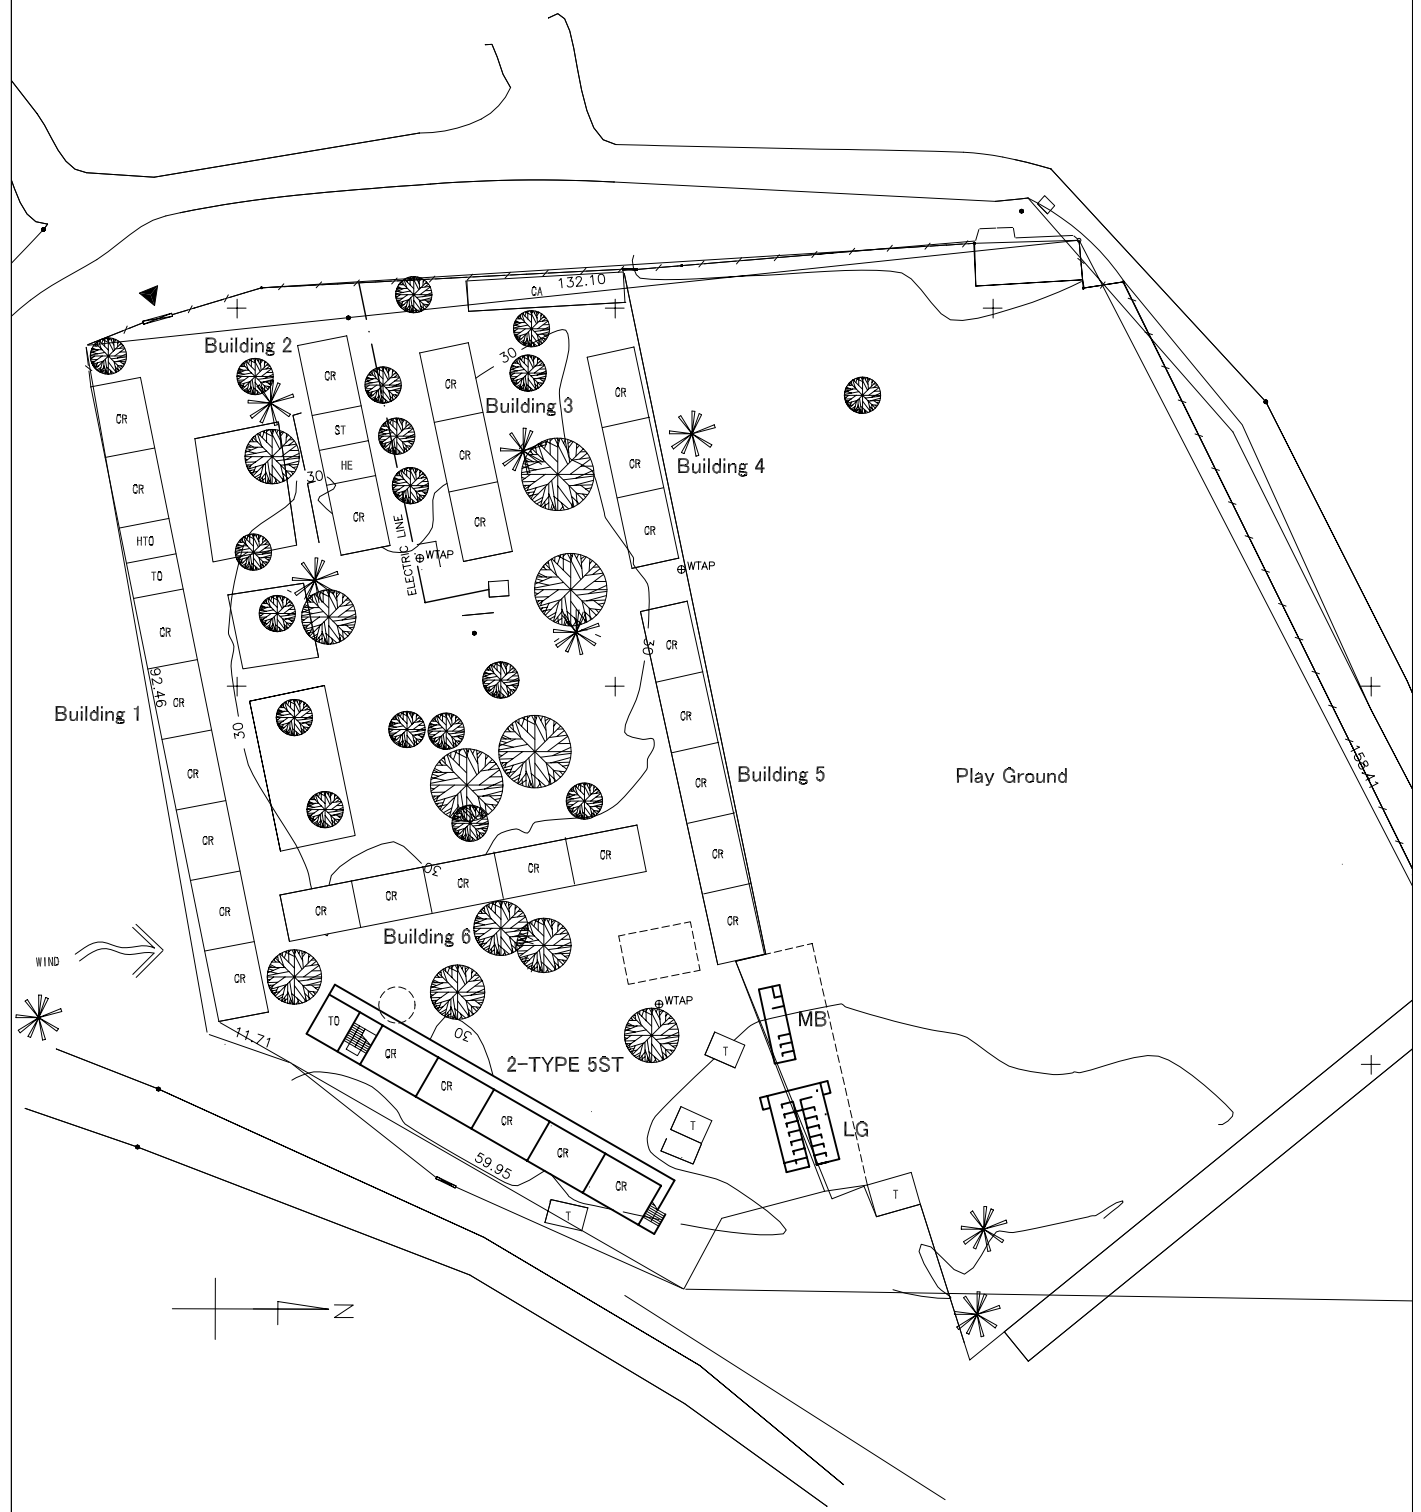 CA
132.10
Building 2
CR
ST
HE
CR
30
CR
CR
CR
30
Building 3
CR
CR
CR
Building 4
CR
CR
HTO
TO
CR
CR
CR
CR
CR
CR
92.46
Building 1
ELECTRIC LINE
WTAP
WTAP
30
30
CR
CR
CR
CR
CR
Building 5
Play Ground
158.41
30
CR
CR
CR
CR
CR
Building 6
WIND
WTAP
11.71
TO
CR
CR
CR
CR
CR
30
2-TYPE 5ST
59.95
MB
LG
T
T
T
T
N